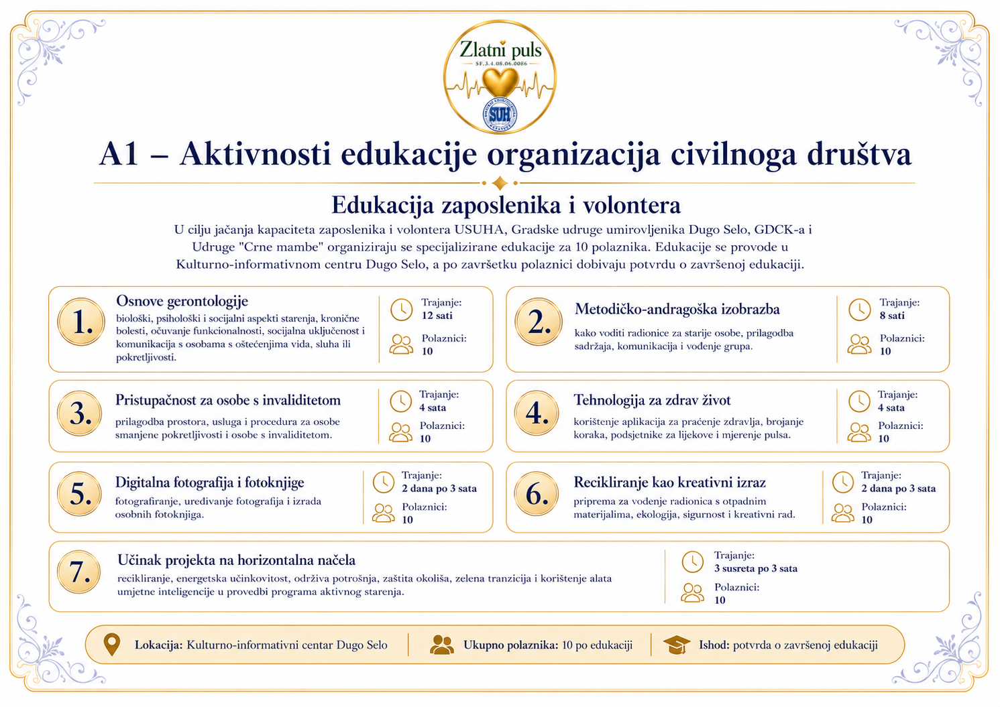 Zlatni puls
SF.3.4.08.06.0086
SUH
A1 – Aktivnosti edukacije organizacija civilnoga društva
Edukacija zaposlenika i volontera
U cilju jačanja kapaciteta zaposlenika i volontera USUHA, Gradske udruge umirovljenika Dugo Selo, GDCK-a i
Udruge "Crne mambe" organiziraju se specijalizirane edukacije za 10 polaznika. Edukacije se provode u
Kulturno-informativnom centru Dugo Selo, a po završetku polaznici dobivaju potvrdu o završenoj edukaciji.
1.
Osnove gerontologije
biološki, psihološki i socijalni aspekti starenja, kronične
bolesti, očuvanje funkcionalnosti, socijalna uključenost i
komunikacija s osobama s oštećenjima vida, sluha ili
pokretljivosti.
Trajanje:
12 sati
Polaznici:
10
2.
Metodičko-andragoška izobrazba
kako voditi radionice za starije osobe, prilagodba
sadržaja, komunikacija i vođenje grupa.
Trajanje:
8 sati
Polaznici:
10
3.
Pristupačnost za osobe s invaliditetom
prilagodba prostora, usluga i procedura za osobe
smanjene pokretljivosti i osobe s invaliditetom.
Trajanje:
4 sata
Polaznici:
10
4.
Tehnologija za zdrav život
korištenje aplikacija za praćenje zdravlja, brojanje
koraka, podsjetnike za lijekove i mjerenje pulsa.
Trajanje:
4 sata
Polaznici:
10
5.
Digitalna fotografija i fotoknjige
fotografiranje, uređivanje fotografija i izrada
osobnih fotoknjiga.
Trajanje:
2 dana po 3 sata
Polaznici:
10
6.
Recikliranje kao kreativni izraz
priprema za vođenje radionica s otpadnim
materijalima, ekologija, sigurnost i kreativni rad.
Trajanje:
2 dana po 3 sata
Polaznici:
10
7.
Učinak projekta na horizontalna načela
recikliranje, energetska učinkovitost, održiva potrošnja, zaštita okoliša, zelena tranzicija i korištenje alata
umjetne inteligencije u provedbi programa aktivnog starenja.
Trajanje:
3 susreta po 3 sata
Polaznici:
10
Lokacija: Kulturno-informativni centar Dugo Selo
Ukupno polaznika: 10 po edukaciji
Ishod: potvrda o završenoj edukaciji